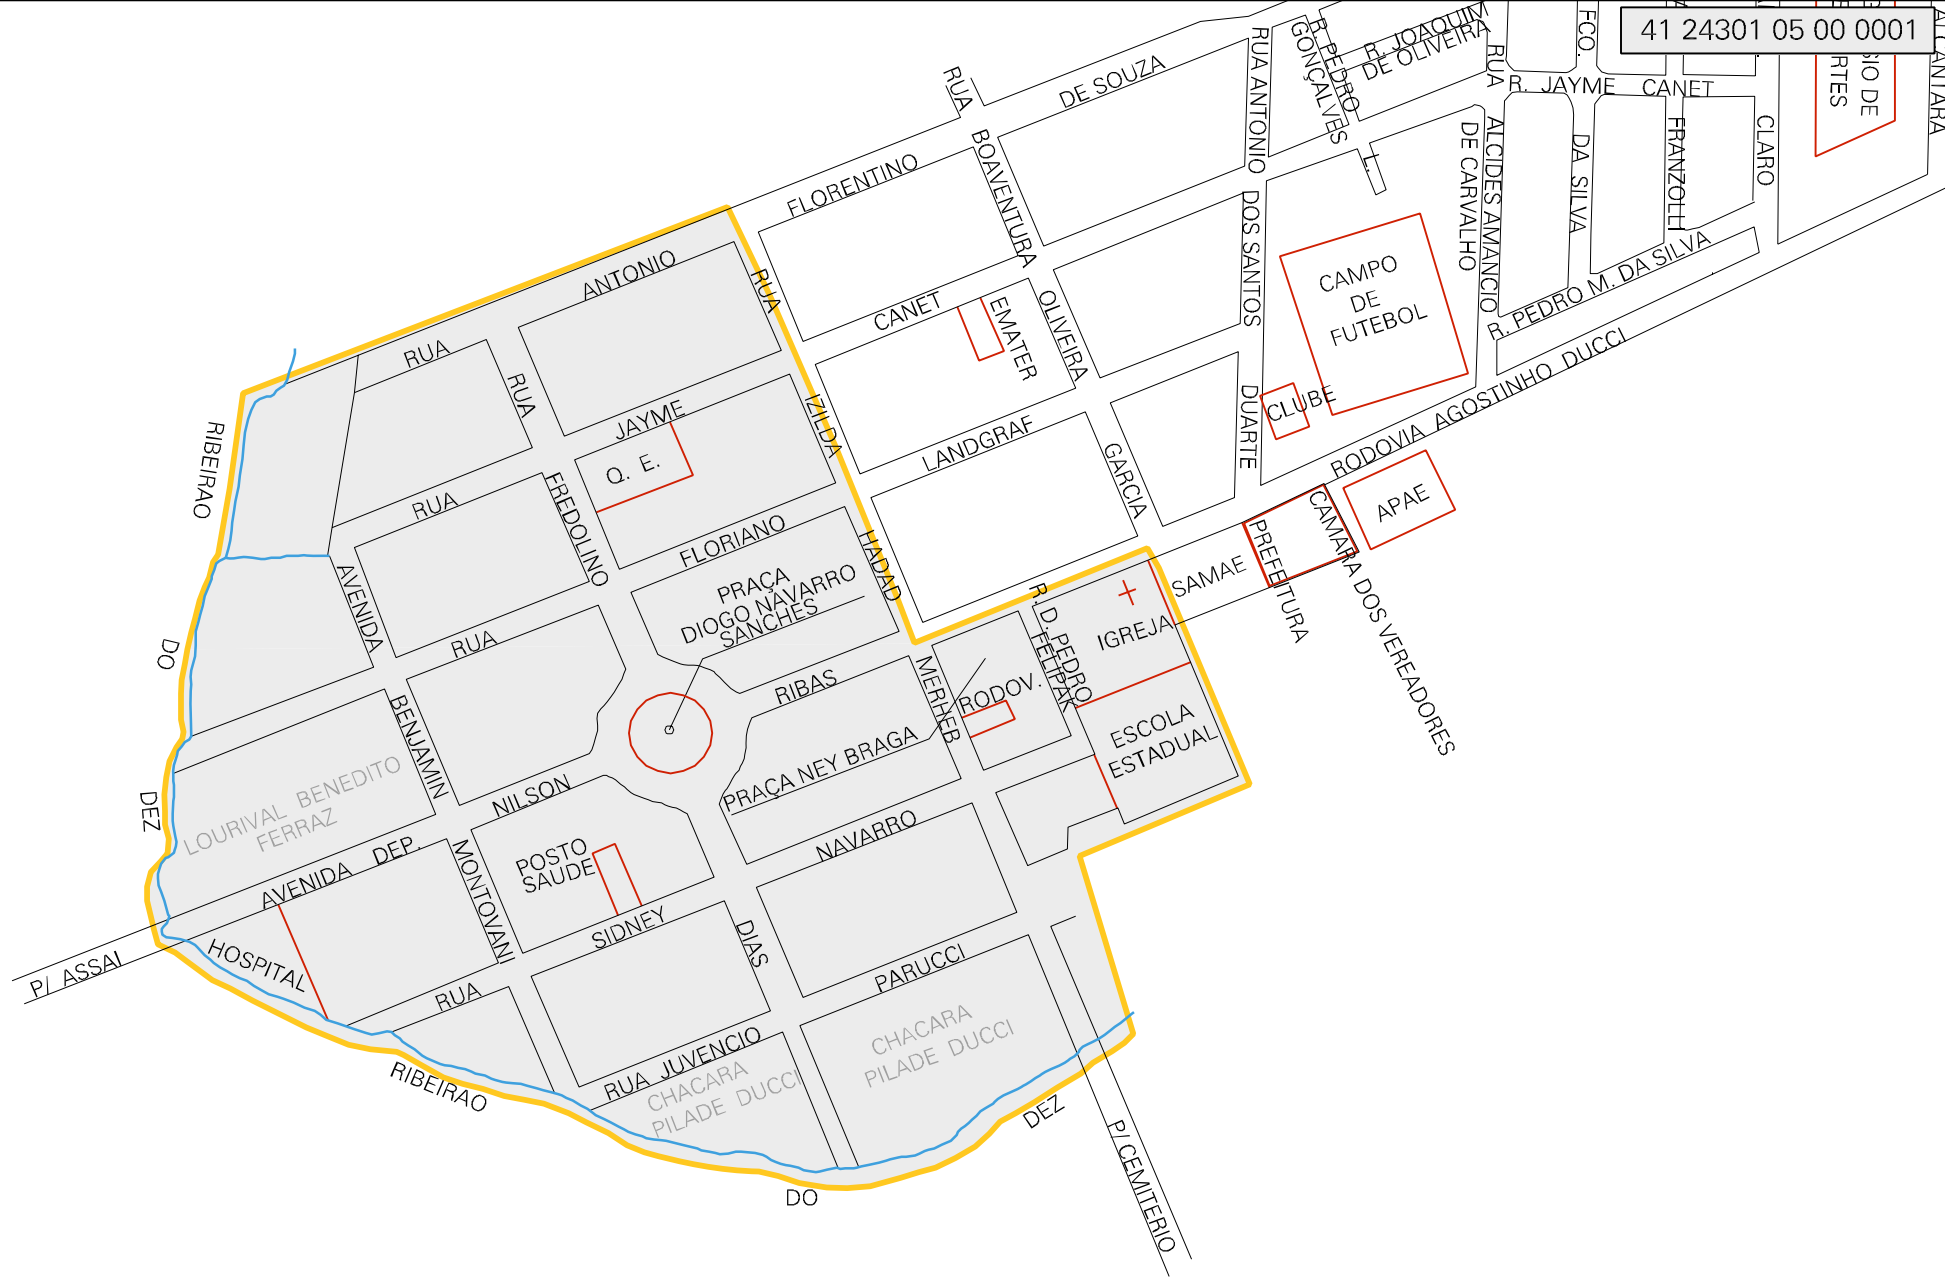 41 24301 05 00 0001
RUA
DE SOUZA
FLORENTINO
ANTONIO
RUA
BOAVENTURA
OLIVEIRA
GARCIA
RUA ANTONIO
DOS SANTOS
DUARTE
R. PEDRO
GONÇALVES
R. JOAQUIM
DE OLIVEIRA
RUA
ALCIDES AMANCIO
DE CARVALHO
FCO.
DA SILVA
R. JAYME CANET
FRANZOLI
CLARO
ALCANTARA
L.
CAMPO
DE
FUTEBOL
CLUBE
R. PEDRO M. DA SILVA
RODOVIA AGOSTINHO DUCCI
APAE
CAMARA DOS VEREADORES
PREFEITURA
SAMAE
CANET
EMATER
LANDGRAF
RUA
IZILDA
HADAD
MERHEB
RUA
FREDOLINO
JAYME
Q. E.
RUA
FLORIANO
PRAÇA
DIOGO NAVARRO
SANCHES
RIBAS
RUA
AVENIDA
BENJAMIN
MONTOVANI
RIBEIRAO
DO
DEZ
LOURIVAL BENEDITO
FERRAZ
NILSON
PRAÇA NEY BRAGA
RODOV.
R. D. PEDRO
FELIPAK
IGREJA
ESCOLA
ESTADUAL
NAVARRO
POSTO
SAUDE
AVENIDA DEP.
SIDNEY
DIAS
P/ ASSAI
HOSPITAL
RUA
PARUCCI
RUA JUVENCIO
CHACARA
PILADE DUCCI
CHACARA
PILADE DUCCI
RIBEIRAO
DO
DEZ
P/ CEMITERIO